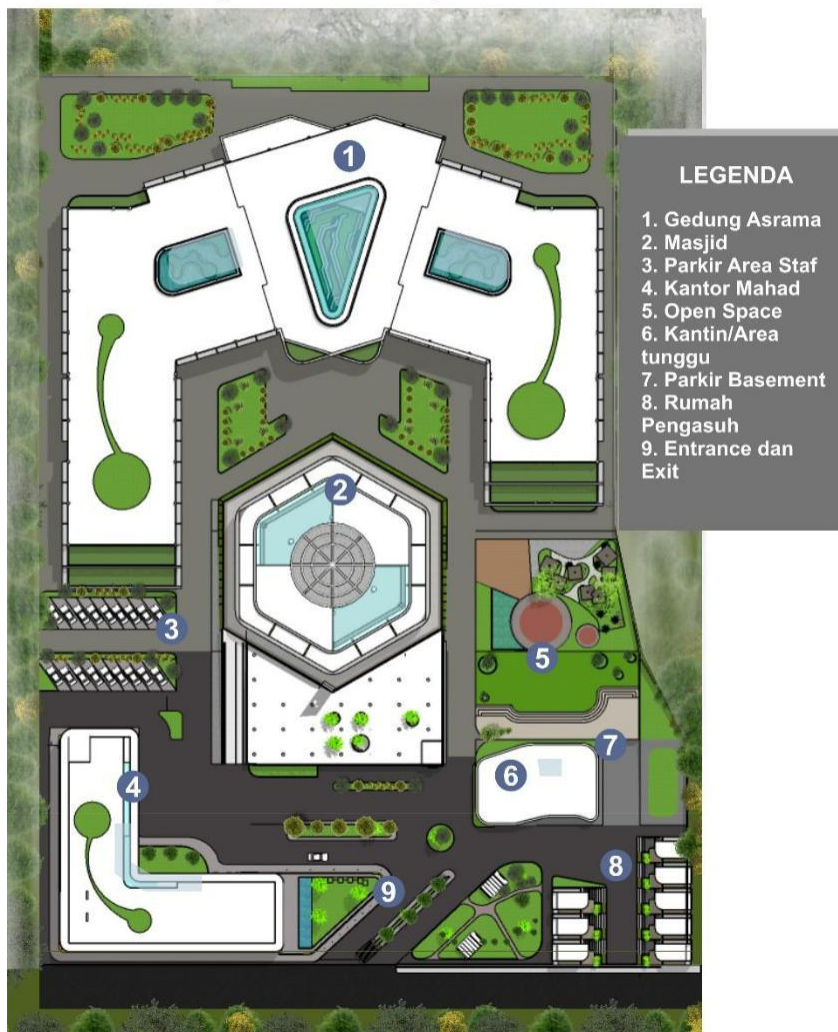 1
2
3
4
5
6
7
8
9
LEGENDA
1. Gedung Asrama
2. Masjid
3. Parkir Area Staf
4. Kantor Mahad
5. Open Space
6. Kantin/Area
tunggu
7. Parkir Basement
8. Rumah
Pengasuh
9. Entrance dan
Exit